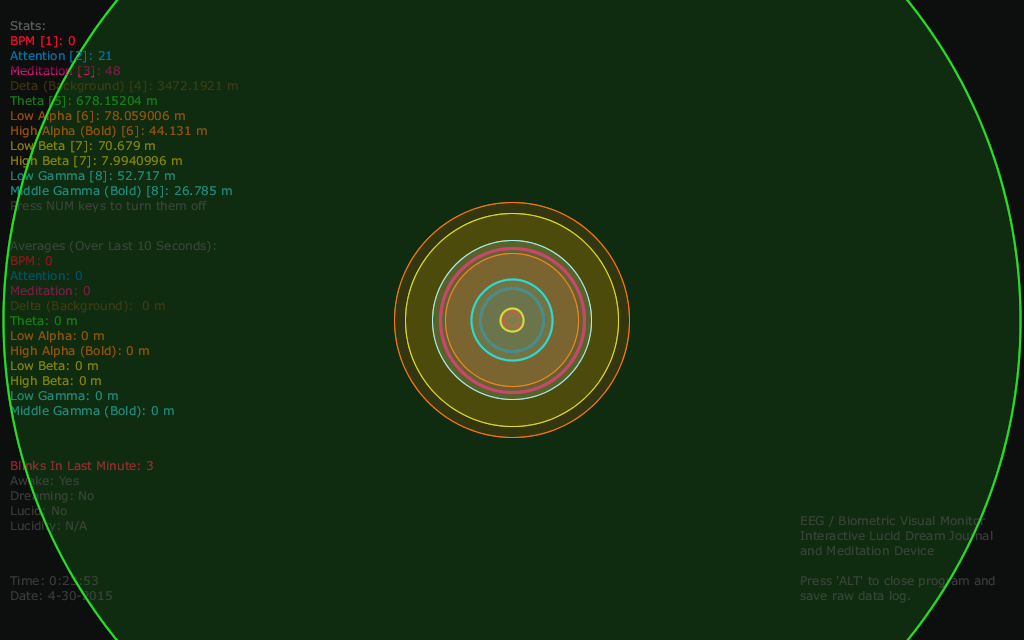 Stats:
BPM [1]: 0
Attention [2]: 21
Meditation [3]: 48
Deta (Background) [4]: 3472.1921 m
Theta [5]: 678.15204 m
Low Alpha [6]: 78.059006 m
High Alpha (Bold) [6]: 44.131 m
Low Beta [7]: 70.679 m
High Beta [7]: 7.9940996 m
Low Gamma [8]: 52.717 m
Middle Gamma (Bold) [8]: 26.785 m
Press NUM keys to turn them off
Averages (Over Last 10 Seconds):
BPM: 0
Attention: 0
Meditation: 0
Delta (Background): 0 m
Theta: 0 m
Low Alpha: 0 m
High Alpha (Bold): 0 m
Low Beta: 0 m
High Beta: 0 m
Low Gamma: 0 m
Middle Gamma (Bold): 0 m
Blinks In Last Minute: 3
Awake: Yes
Dreaming: No
Lucid: No
Lucidity: N/A
Time: 0:23:53
Date: 4-30-2015
EEG / Biometric Visual Monitor
Interactive Lucid Dream Journal
and Meditation Device
Press 'ALT' to close program and
save raw data log.